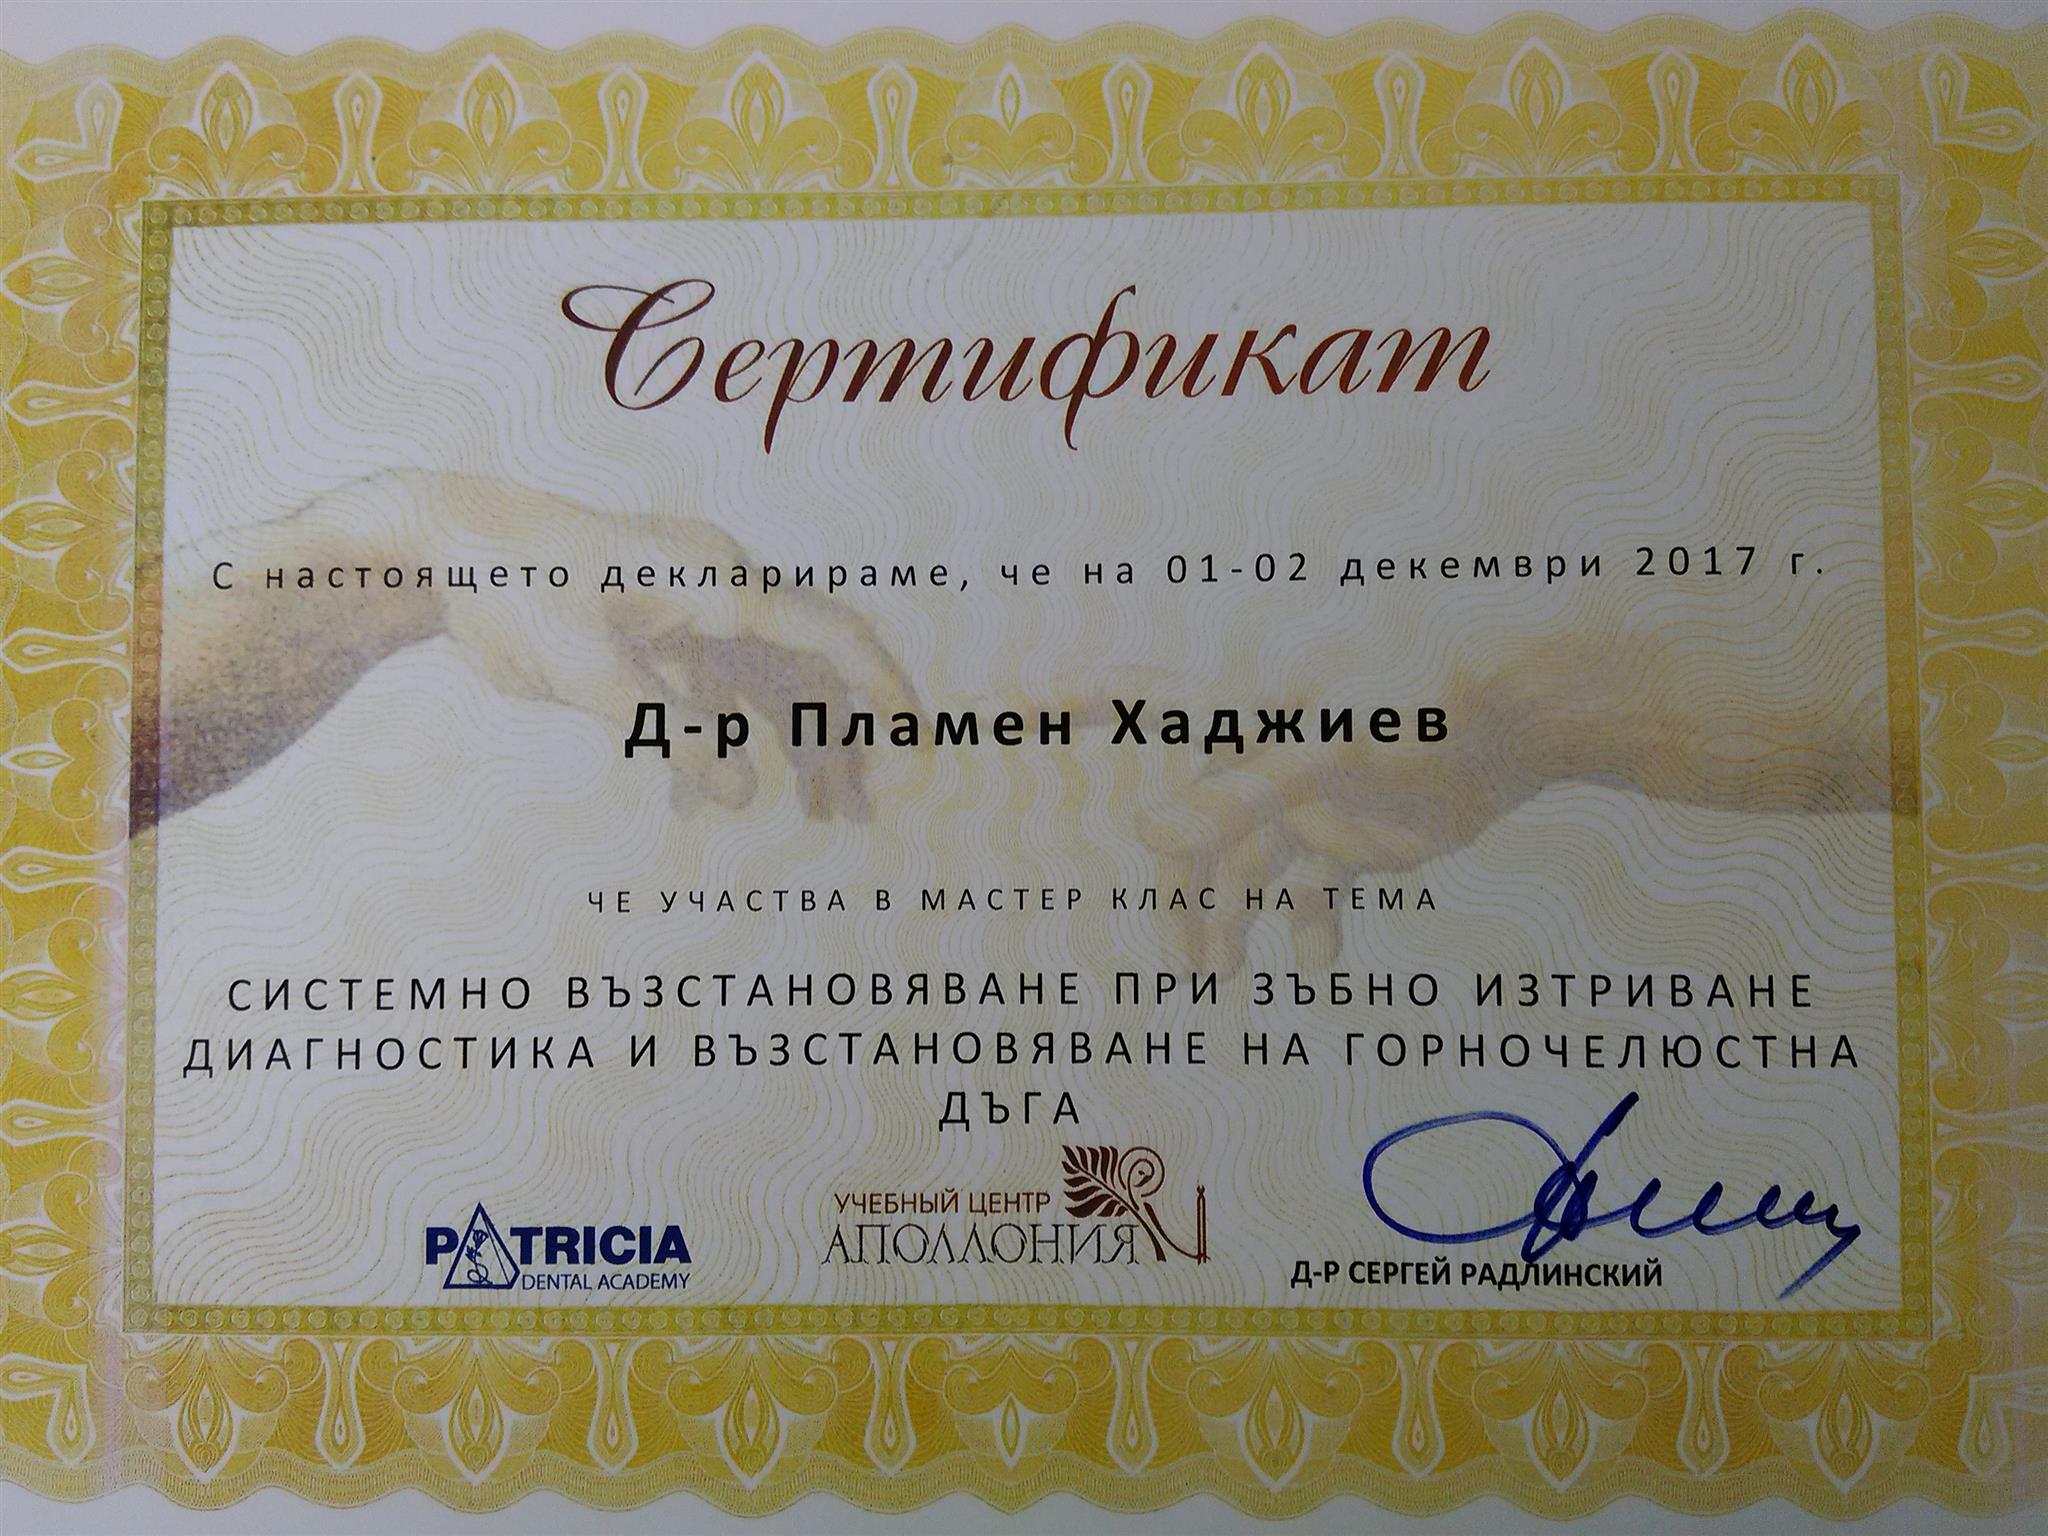 Сертификат
С настоящето декларираме, че на 01-02 декември 2017 г.
Д-р Пламен Хаджиев
ЧЕ УЧАСТВА В МАСТЕР КЛАС НА ТЕМА
СИСТЕМНО ВЪЗСТАНОВЯВАНЕ ПРИ ЗЪБНО ИЗТРИВАНЕ
ДИАГНОСТИКА И ВЪЗСТАНОВЯВАНЕ НА ГОРНОЧЕЛЮСТНА
ДЪГА
PATRICIA
DENTAL ACADEMY
УЧЕБНЫЙ ЦЕНТР
АПОЛЛОНИЯ
Д-Р СЕРГЕЙ РАДЛИНСКИЙ